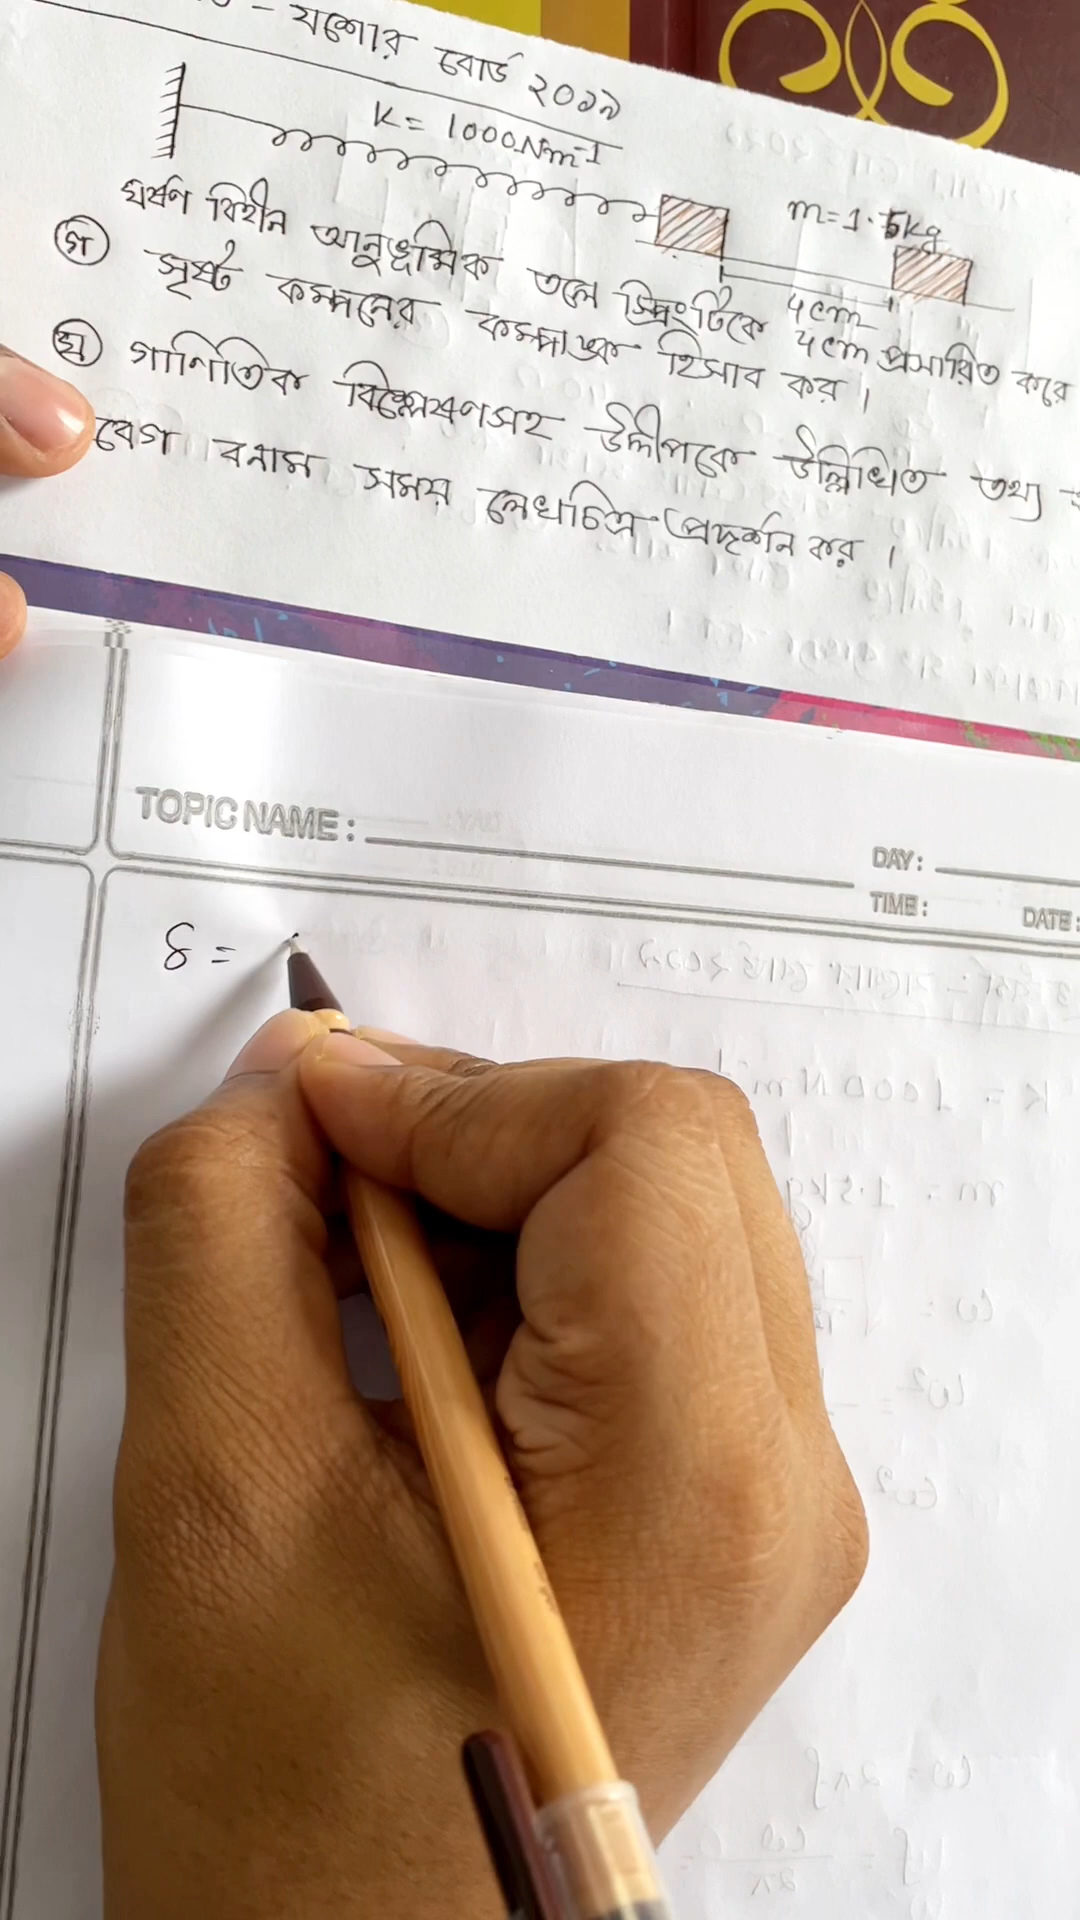 - যশোর বোর্ড ২০১৯
K = 1000Nm⁻¹
m=1.5kg
4cm
ঘর্ষণ বিহীন আনুভূমিক তলে স্প্রিংটিকে 4cm প্রসারিত করে
গ সৃষ্ট কম্পনের কম্পাঙ্ক হিসাব কর।
ঘ গাণিতিক বিশ্লেষণসহ উদ্দীপকে উল্লিখিত তথ্য
বেগ বনাম সময় লেখচিত্র প্রদর্শন কর।
TOPIC NAME :
DAY :
TIME :
DATE :
δ =